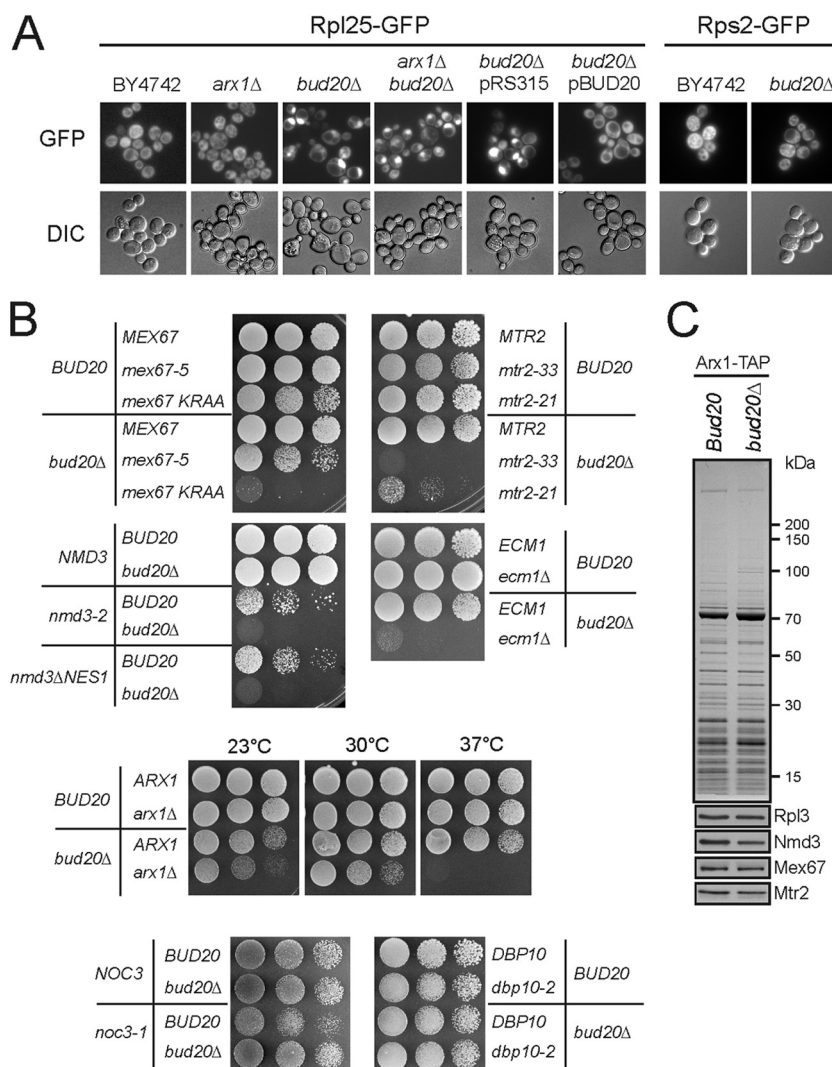 A
Rpl25-GFP
Rps2-GFP
BY4742
arx1Δ
bud20Δ
arx1Δ bud20Δ
bud20Δ pRS315
bud20Δ pBUD20
BY4742
bud20Δ
GFP
DIC
B
BUD20
MEX67
mex67-5
mex67 KRAA
bud20Δ
MEX67
mex67-5
mex67 KRAA
MTR2
mtr2-33
mtr2-21
BUD20
MTR2
mtr2-33
mtr2-21
bud20Δ
NMD3
BUD20
bud20Δ
nmd3-2
BUD20
bud20Δ
nmd3ΔNES1
BUD20
bud20Δ
ECM1
ecm1Δ
BUD20
ECM1
ecm1Δ
bud20Δ
23°C
30°C
37°C
BUD20
ARX1
arx1Δ
bud20Δ
ARX1
arx1Δ
NOC3
BUD20
bud20Δ
noc3-1
BUD20
bud20Δ
DBP10
dbp10-2
BUD20
DBP10
dbp10-2
bud20Δ
C
Arx1-TAP
Bud20
bud20Δ
kDa
200
150
100
70
50
30
15
Rpl3
Nmd3
Mex67
Mtr2